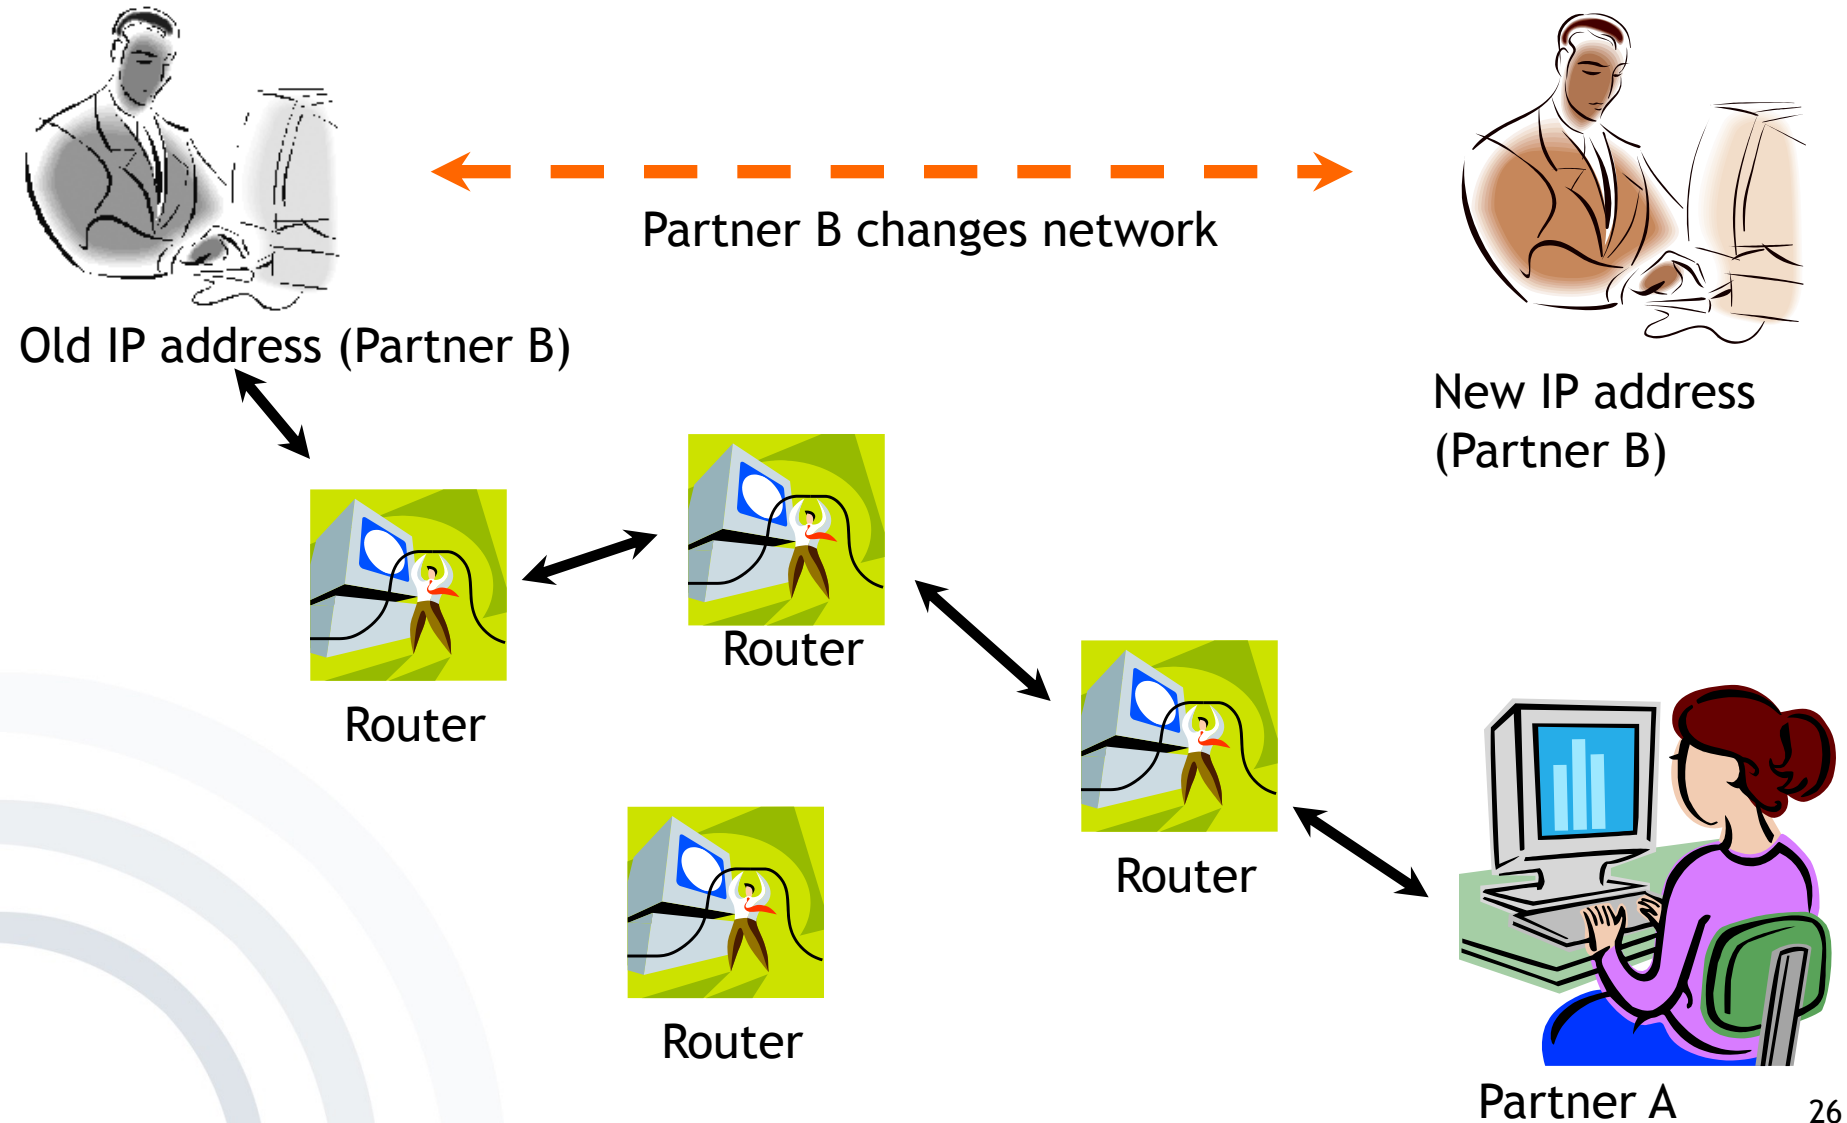 Partner B changes network
Old IP address (Partner B)
New IP address
(Partner B)
Router
Router
Router
Router
Partner A
26